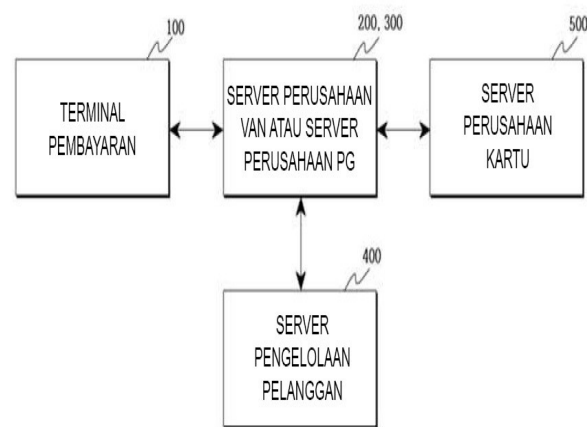 100
TERMINAL
PEMBAYARAN
200, 300
SERVER PERUSAHAAN
VAN ATAU SERVER
PERUSAHAAN PG
500
SERVER
PERUSAHAAN
KARTU
400
SERVER
PENGELOLAAN
PELANGGAN